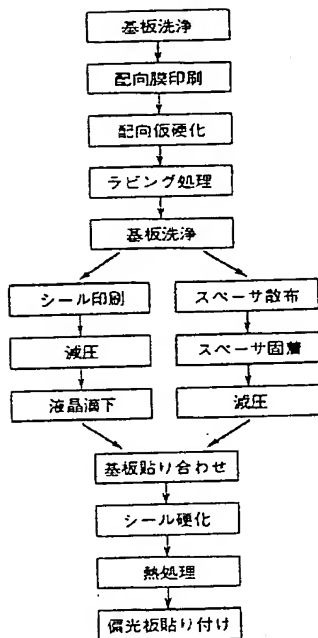 基板洗浄
配向膜印刷
配向仮硬化
ラビング処理
基板洗浄
シール印刷
スペーサ散布
減圧
スペーサ固着
液晶滴下
減圧
基板貼り合わせ
シール硬化
熱処理
偏光板貼り付け